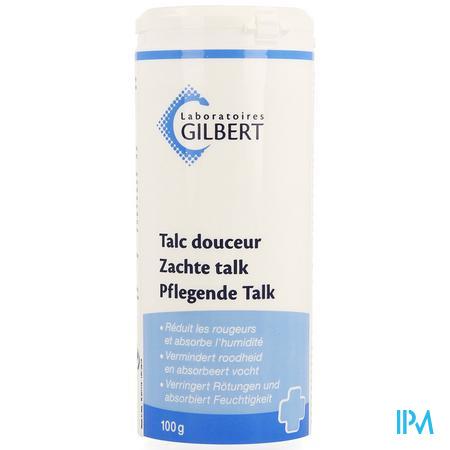 Laboratoires
GILBERT
Talc douceur
Zachte talk
Pflegende Talk
• Réduit les rougeurs
et absorbe l'humidité
• Vermindert roodheid
en absorbeert vocht
• Verringert Rötungen und
absorbiert Feuchtigkeit
100 g
IPM